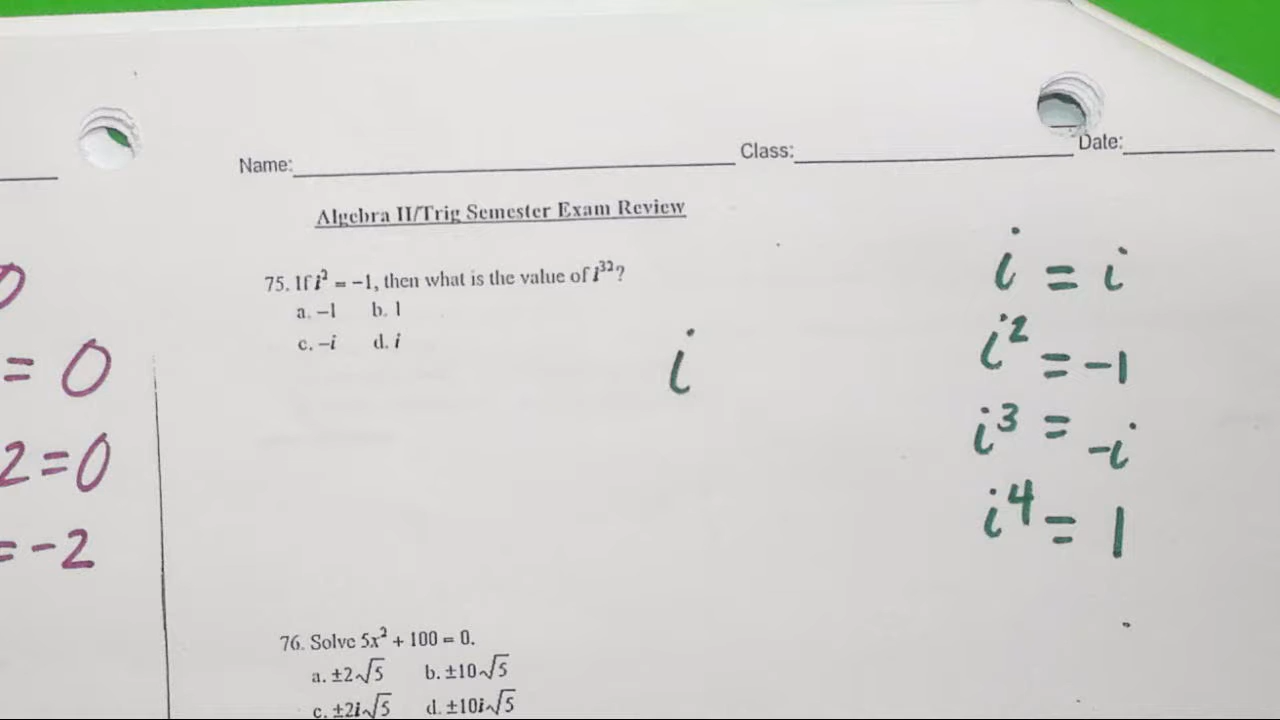 Name: Class: Date:
Algebra II/Trig Semester Exam Review
75. If i² = −1, then what is the value of i³²?
a. −1 b. 1
c. −i d. i
i
i = i
i² = -1
i³ = -i
i⁴ = 1
0
= 0
2=0
=-2
76. Solve 5x² + 100 = 0.
a. ±2√5 b. ±10√5
c. ±2i√5 d. ±10i√5